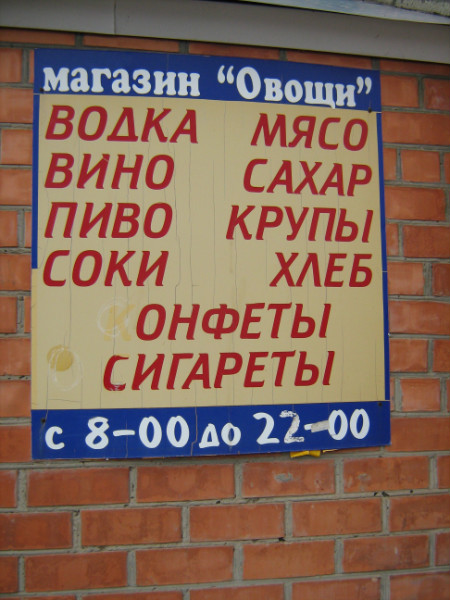 магазин "Овощи"
ВОДКА МЯСО
ВИНО САХАР
ПИВО КРУПЫ
СОКИ ХЛЕБ
КОНФЕТЫ
СИГАРЕТЫ
с 8-00 до 22-00